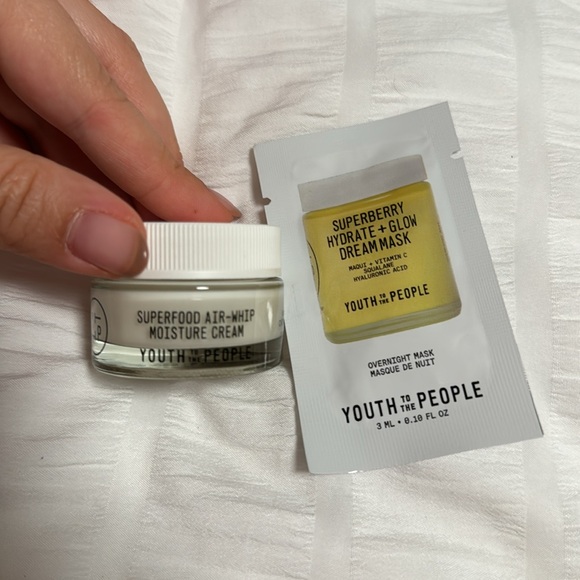 SUPERFOOD AIR-WHIP
MOISTURE CREAM
YOUTH TO THE PEOPLE
SUPERBERRY
HYDRATE + GLOW
DREAM MASK
MAQUI + VITAMIN C
SQUALANE
HYALURONIC ACID
YOUTH TO THE PEOPLE
OVERNIGHT MASK
MASQUE DE NUIT
YOUTH TO THE PEOPLE
3 ML • 0.10 FL OZ